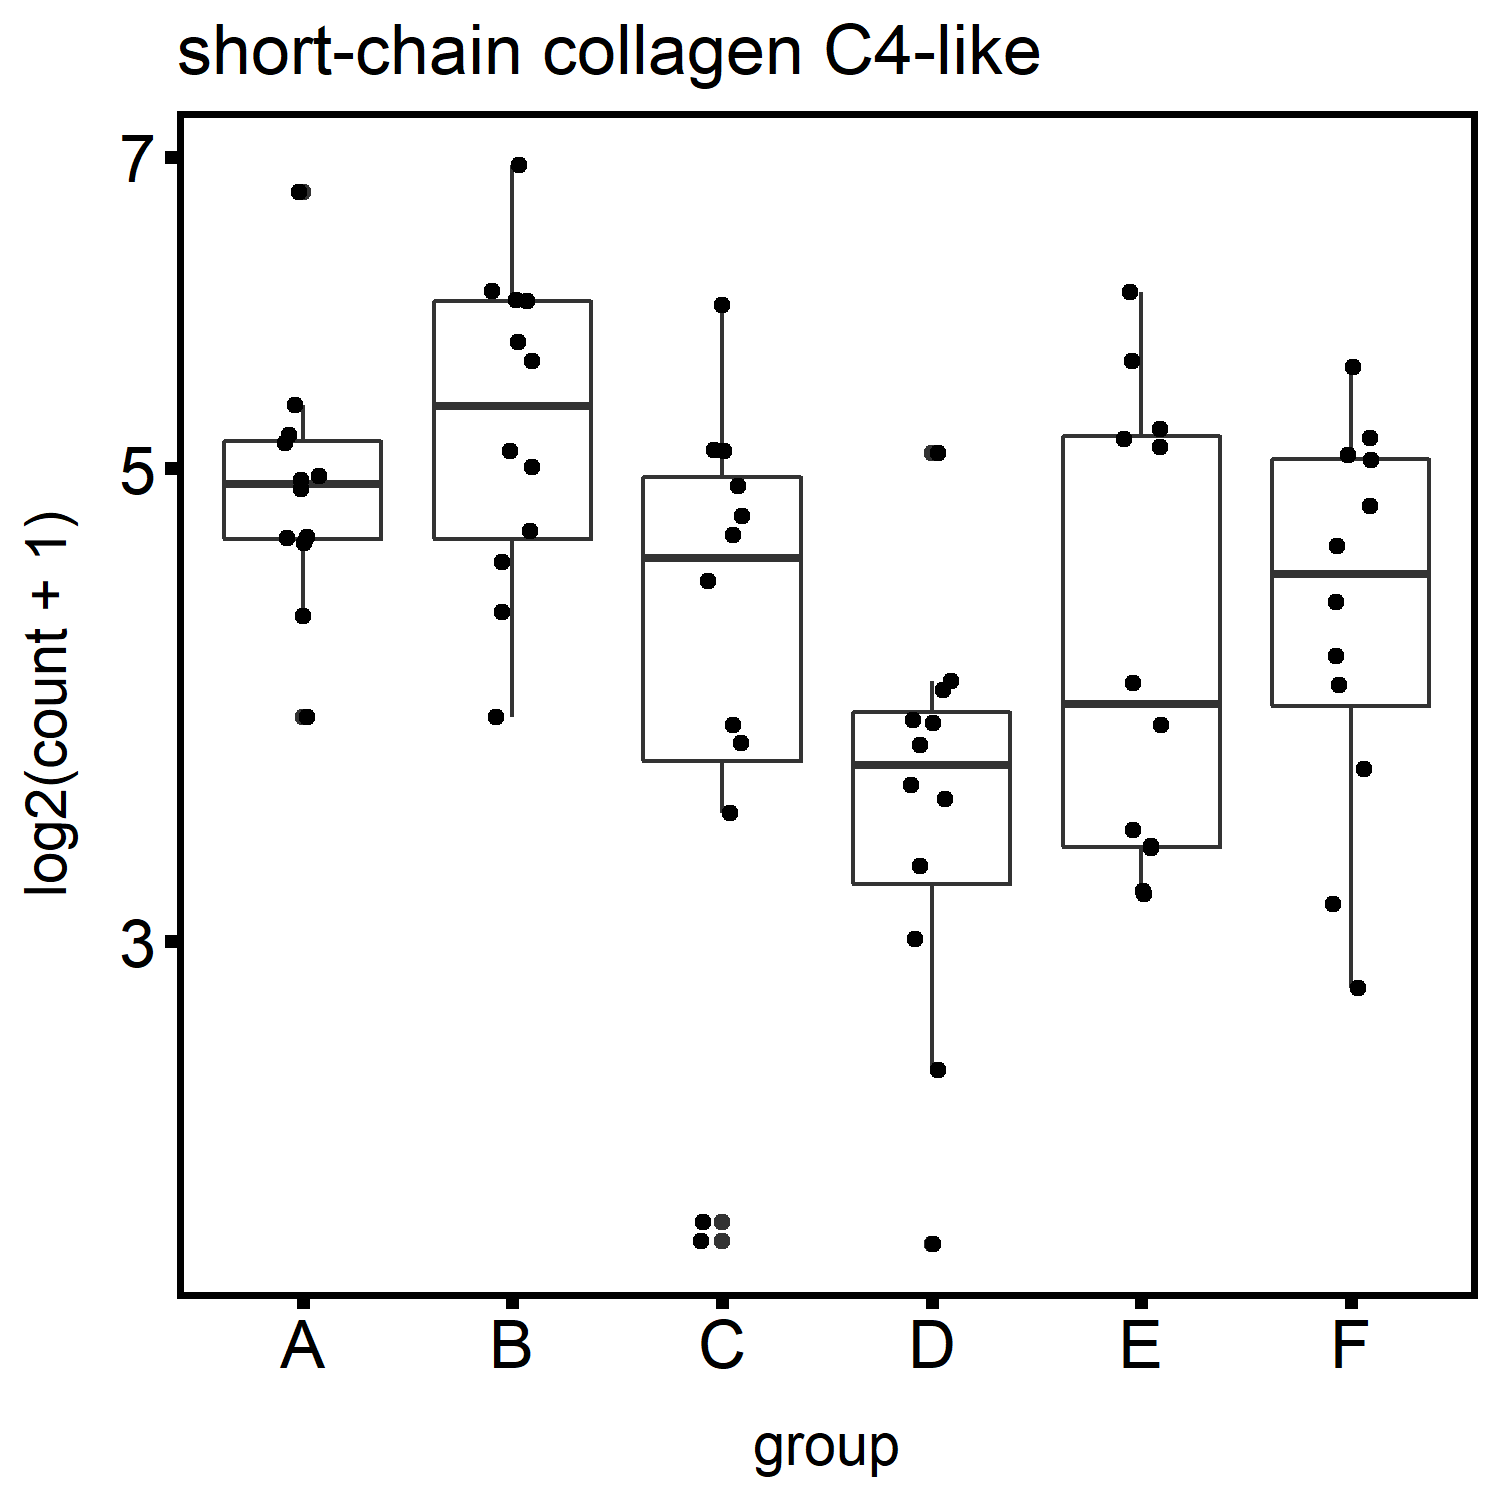 short-chain collagen C4-like
log2(count + 1)
7
5
3
A B C D E F
group